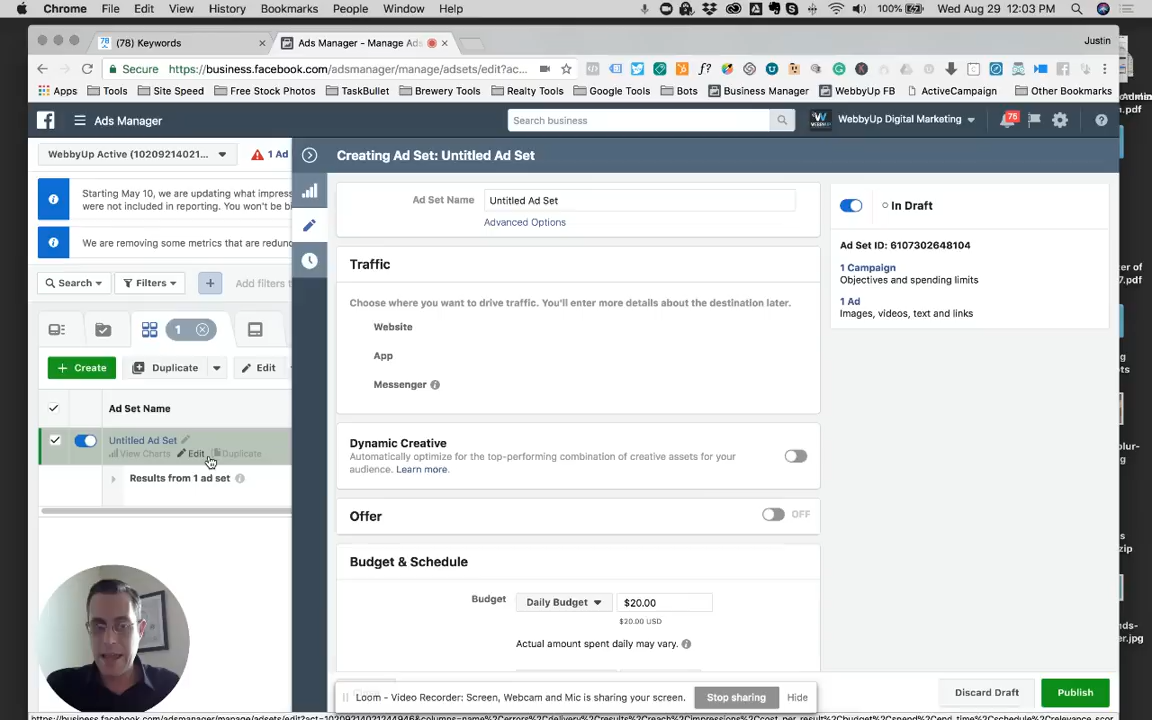 Chrome File Edit View History Bookmarks People Window Help
100% Wed Aug 29 12:03 PM
(78) Keywords
Ads Manager - Manage Ads
Justin
Secure https://business.facebook.com/adsmanager/manage/adsets/edit?ac...
Apps Tools Site Speed Free Stock Photos TaskBullet Brewery Tools Realty Tools Google Tools Bots Business Manager WebbyUp FB ActiveCampaign Other Bookmarks
Ads Manager
Search business
WebbyUp Digital Marketing
WebbyUp Active (10209214021...
1 Ad
Creating Ad Set: Untitled Ad Set
Starting May 10, we are updating what impress
were not included in reporting. You won't be b
We are removing some metrics that are redund
Search Filters Add filters t
1
Create Duplicate Edit
Ad Set Name
Untitled Ad Set
View Charts Edit Duplicate
Results from 1 ad set
Ad Set Name Untitled Ad Set
Advanced Options
Traffic
Choose where you want to drive traffic. You'll enter more details about the destination later.
Website
App
Messenger
Dynamic Creative
Automatically optimize for the top-performing combination of creative assets for your
audience. Learn more.
Offer OFF
Budget & Schedule
Budget Daily Budget $20.00
$20.00 USD
Actual amount spent daily may vary.
In Draft
Ad Set ID: 6107302648104
1 Campaign
Objectives and spending limits
1 Ad
Images, videos, text and links
Loom - Video Recorder: Screen, Webcam and Mic is sharing your screen. Stop sharing Hide
Discard Draft Publish